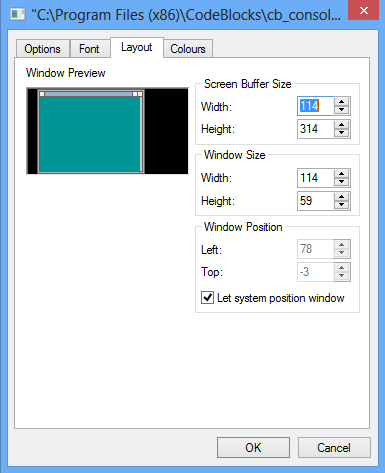 "C:\Program Files (x86)\CodeBlocks\cb_consol...
Options Font Layout Colours
Window Preview
Screen Buffer Size
Width: 114
Height: 314
Window Size
Width: 114
Height: 59
Window Position
Left: 78
Top: -3
Let system position window
OK Cancel